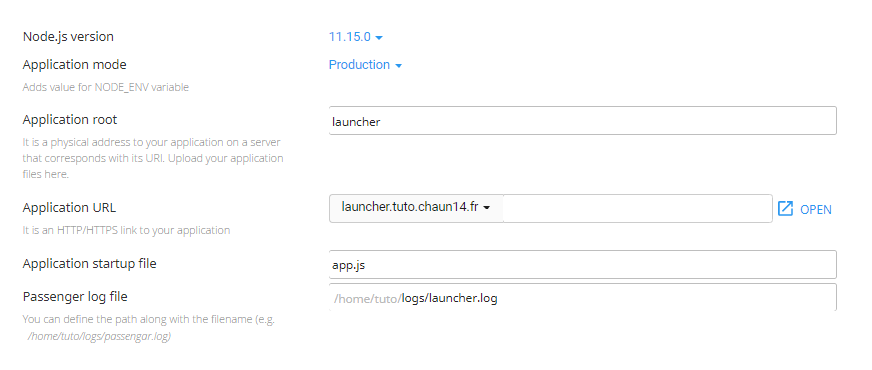 Node.js version 11.15.0
Application mode Production
Adds value for NODE_ENV variable
Application root launcher
It is a physical address to your application on a server
that corresponds with its URI. Upload your application
files here.
Application URL launcher.tuto.chaun14.fr OPEN
It is an HTTP/HTTPS link to your application
Application startup file app.js
Passenger log file /home/tuto/logs/launcher.log
You can define the path along with the filename (e.g.
/home/tuto/logs/passengar.log)